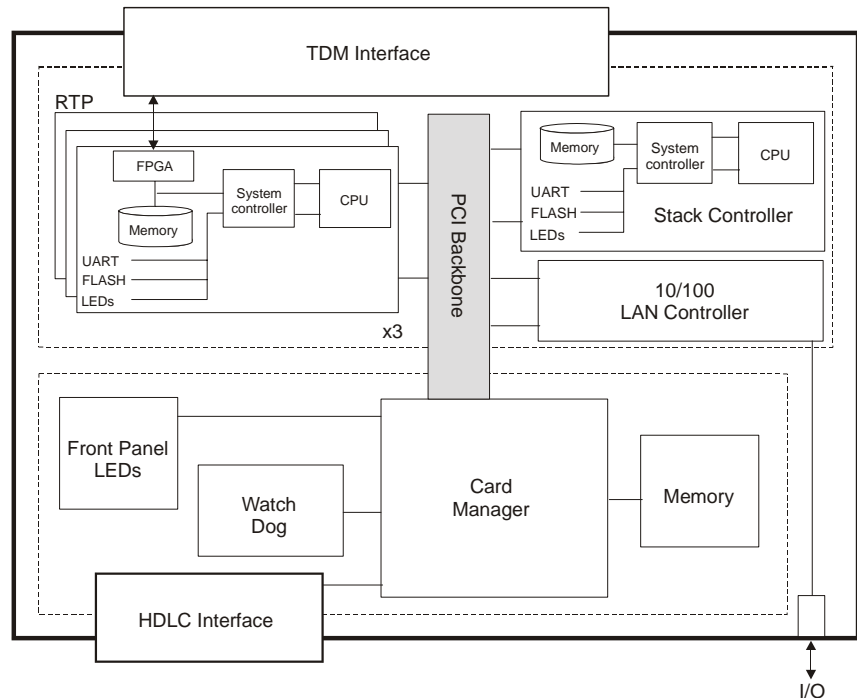 TDM Interface
RTP
FPGA
Memory
System
controller
CPU
UART
FLASH
LEDs
x3
PCI Backbone
Memory
System
controller
CPU
UART
FLASH
LEDs
Stack Controller
10/100
LAN Controller
Front Panel
LEDs
Watch
Dog
Card
Manager
Memory
HDLC Interface
I/O